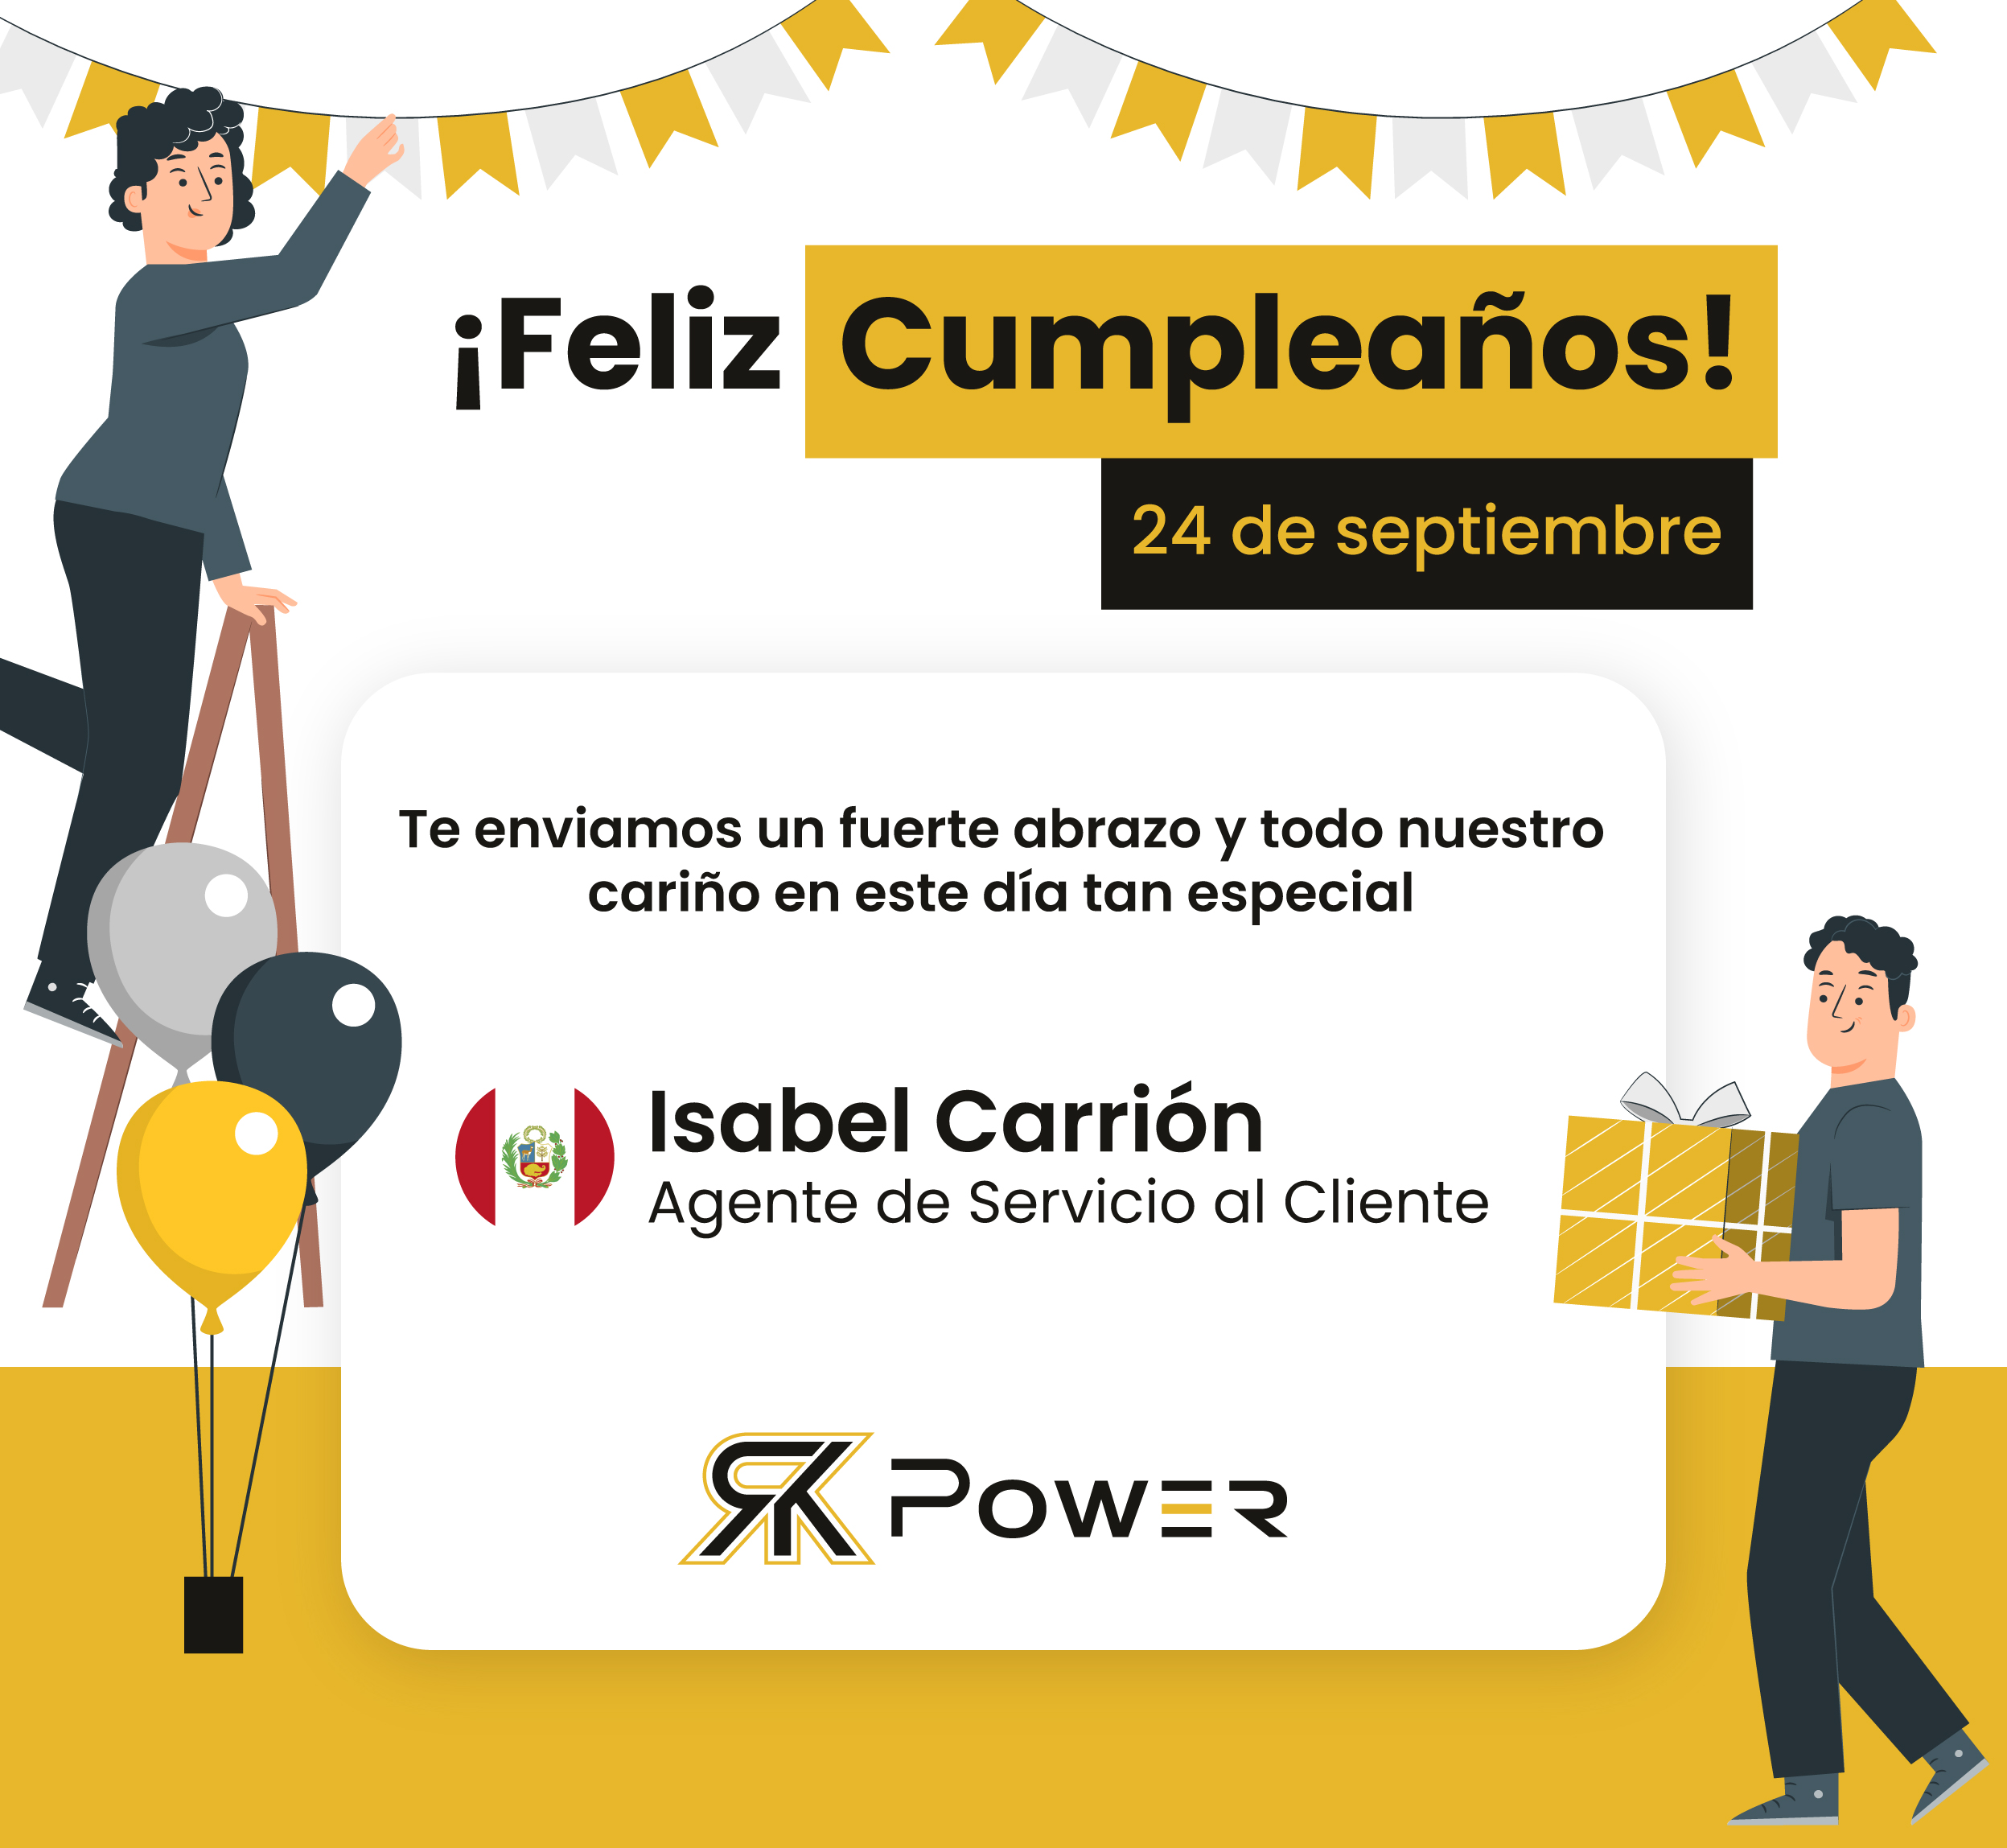 ¡Feliz Cumpleaños!
24 de septiembre
Te enviamos un fuerte abrazo y todo nuestro
cariño en este día tan especial
Isabel Carrión
Agente de Servicio al Cliente
RK Power